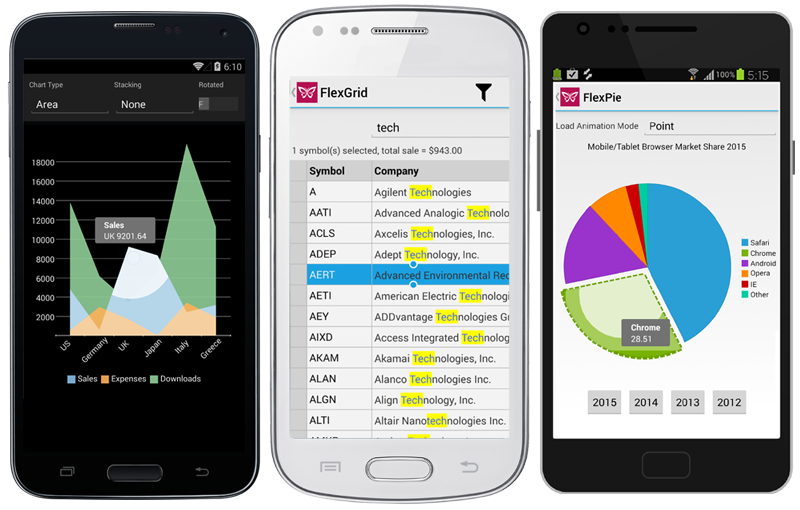 6:10
Chart Type
Stacking
Rotated
Area
None
F
18000
16000
14000
12000
10000
8000
6000
4000
2000
Sales
UK 9201.64
US
Germany
UK
Japan
Italy
Greece
Sales
Expenses
Downloads
FlexGrid
tech
1 symbol(s) selected, total sale = $943.00
Symbol Company
A Agilent Technologies
AATI Advanced Analogic Technolo
ACLS Axcelis Technologies, Inc.
ADEP Adept Technology, Inc.
AERT Advanced Environmental Rec
AETI American Electric Technologi
AEY ADDvantage Technologies Gr
AIXD Access Integrated Technolog
AKAM Akamai Technologies, Inc.
ALAN Alanco Technologies Inc.
ALGN Align Technology, Inc.
ALTI Altair Nanotechnologies Inc.
100% 5:15
FlexPie
Load Animation Mode Point
Mobile/Tablet Browser Market Share 2015
Safari
Chrome
Android
Opera
IE
Other
Chrome
28.51
2015 2014 2013 2012